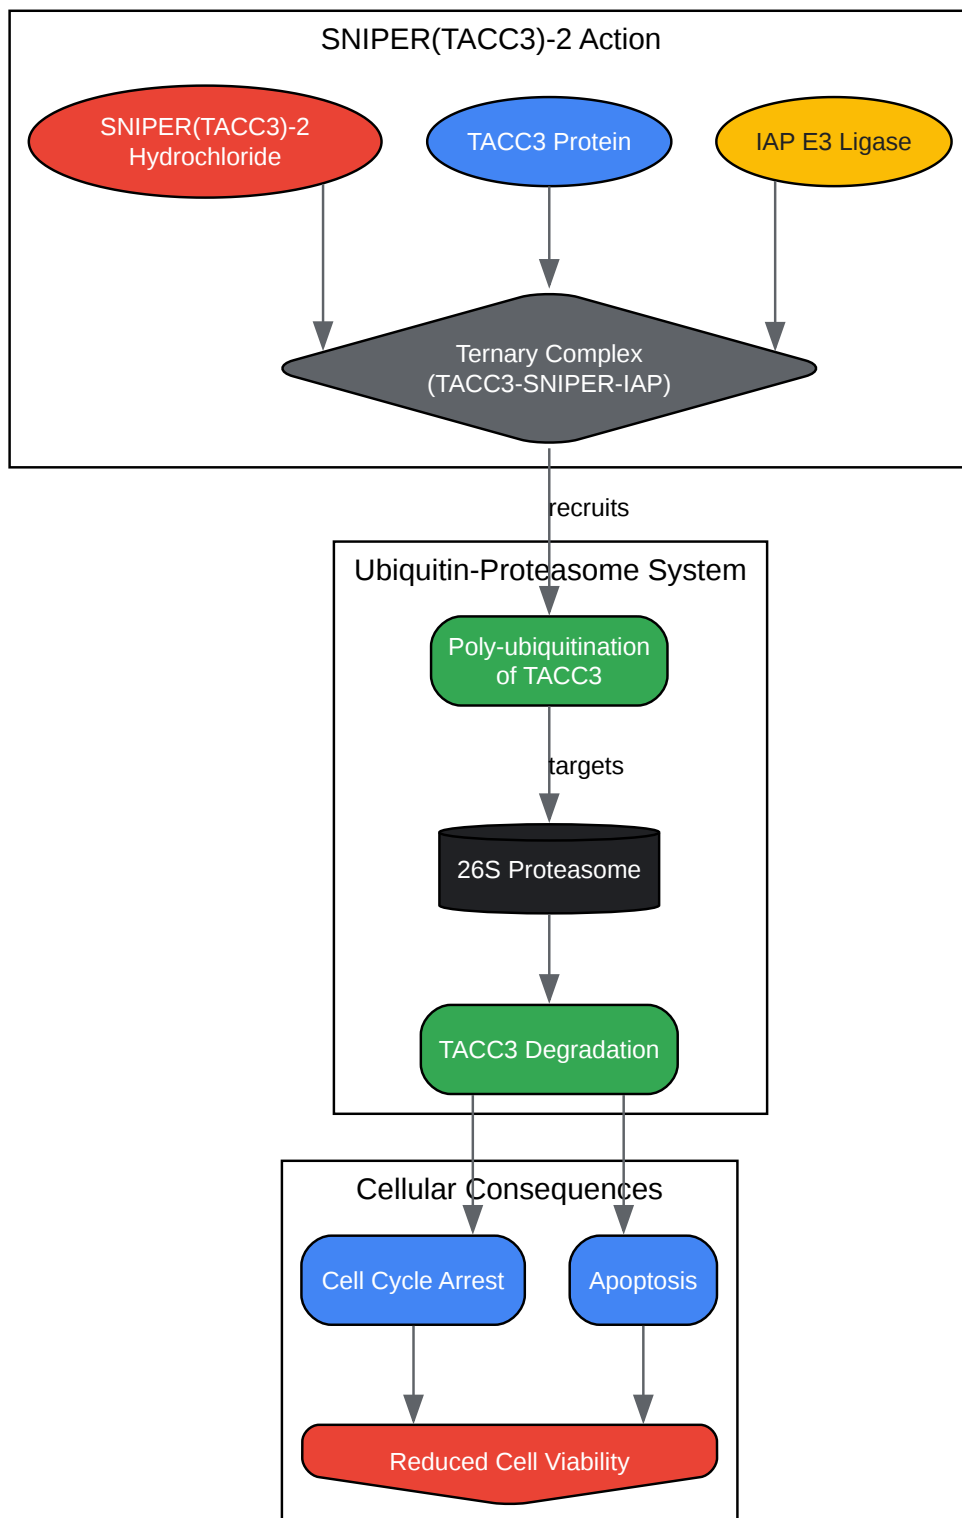 SNIPER(TACC3)-2 Action
SNIPER(TACC3)-2
Hydrochloride
TACC3 Protein
IAP E3 Ligase
Ternary Complex
(TACC3-SNIPER-IAP)
recruits
Ubiquitin-Proteasome System
Poly-ubiquitination
of TACC3
targets
26S Proteasome
TACC3 Degradation
Cellular Consequences
Cell Cycle Arrest
Apoptosis
Reduced Cell Viability